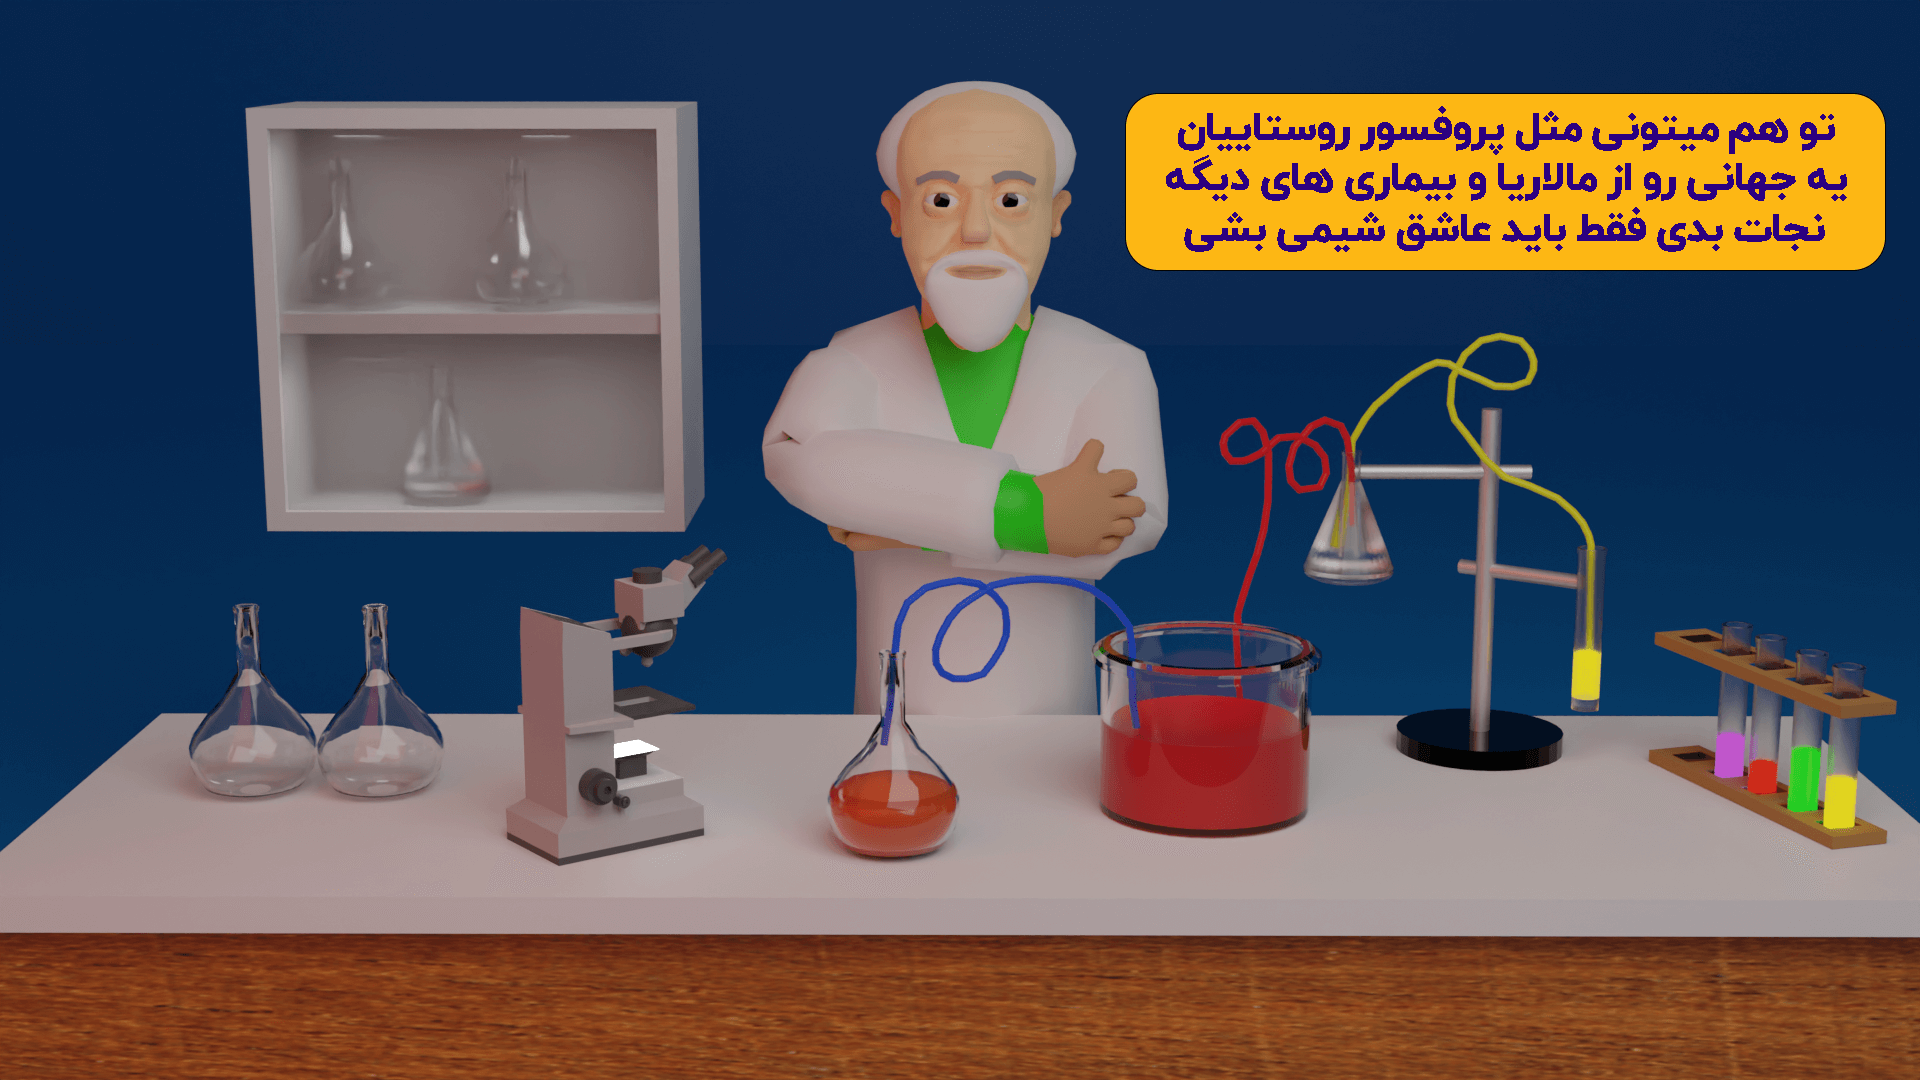 تو هم میتونی مثل پروفسور روستاییان
یه جهانی رو از مالاریا و بیماری های دیگه
نجات بدی فقط باید عاشق شیمی بشی